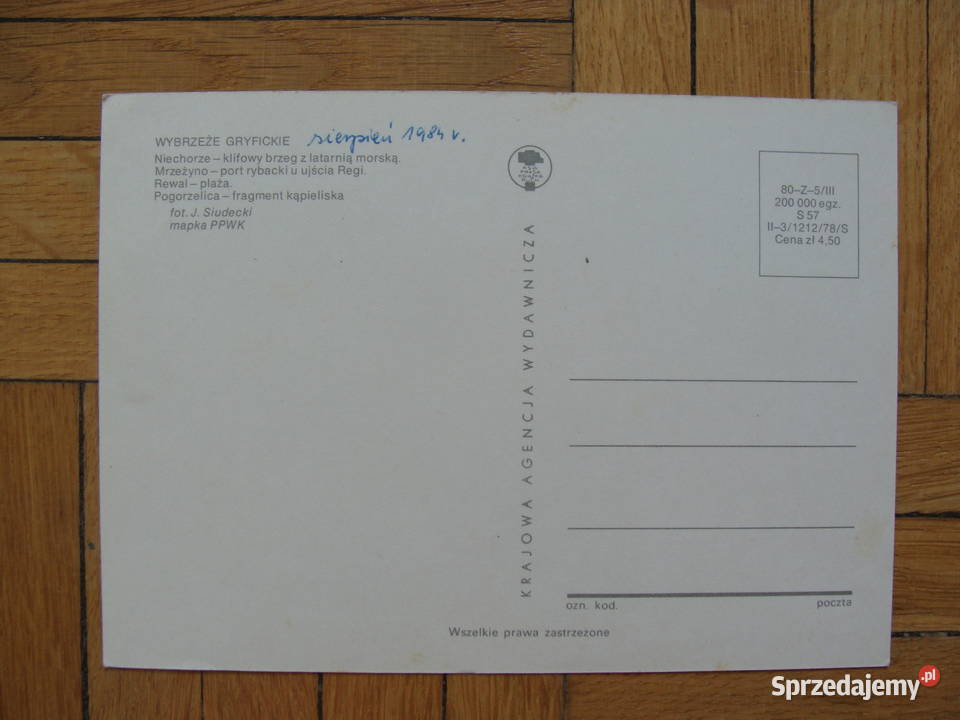 WYBRZEŻE GRYFICKIE sierpień 1984 r.
Niechorze – klifowy brzeg z latarnią morską.
Mrzeżyno – port rybacki u ujścia Regi.
Rewal – plaża.
Pogorzelica – fragment kąpieliska
fot. J. Siudecki
mapka PPWK
KRAJOWA AGENCJA WYDAWNICZA
80–Z–5/III
200 000 egz.
S 57
II–3/1212/78/S
Cena zł 4,50
ozn. kod.
poczta
Wszelkie prawa zastrzeżone
Sprzedajemy.pl